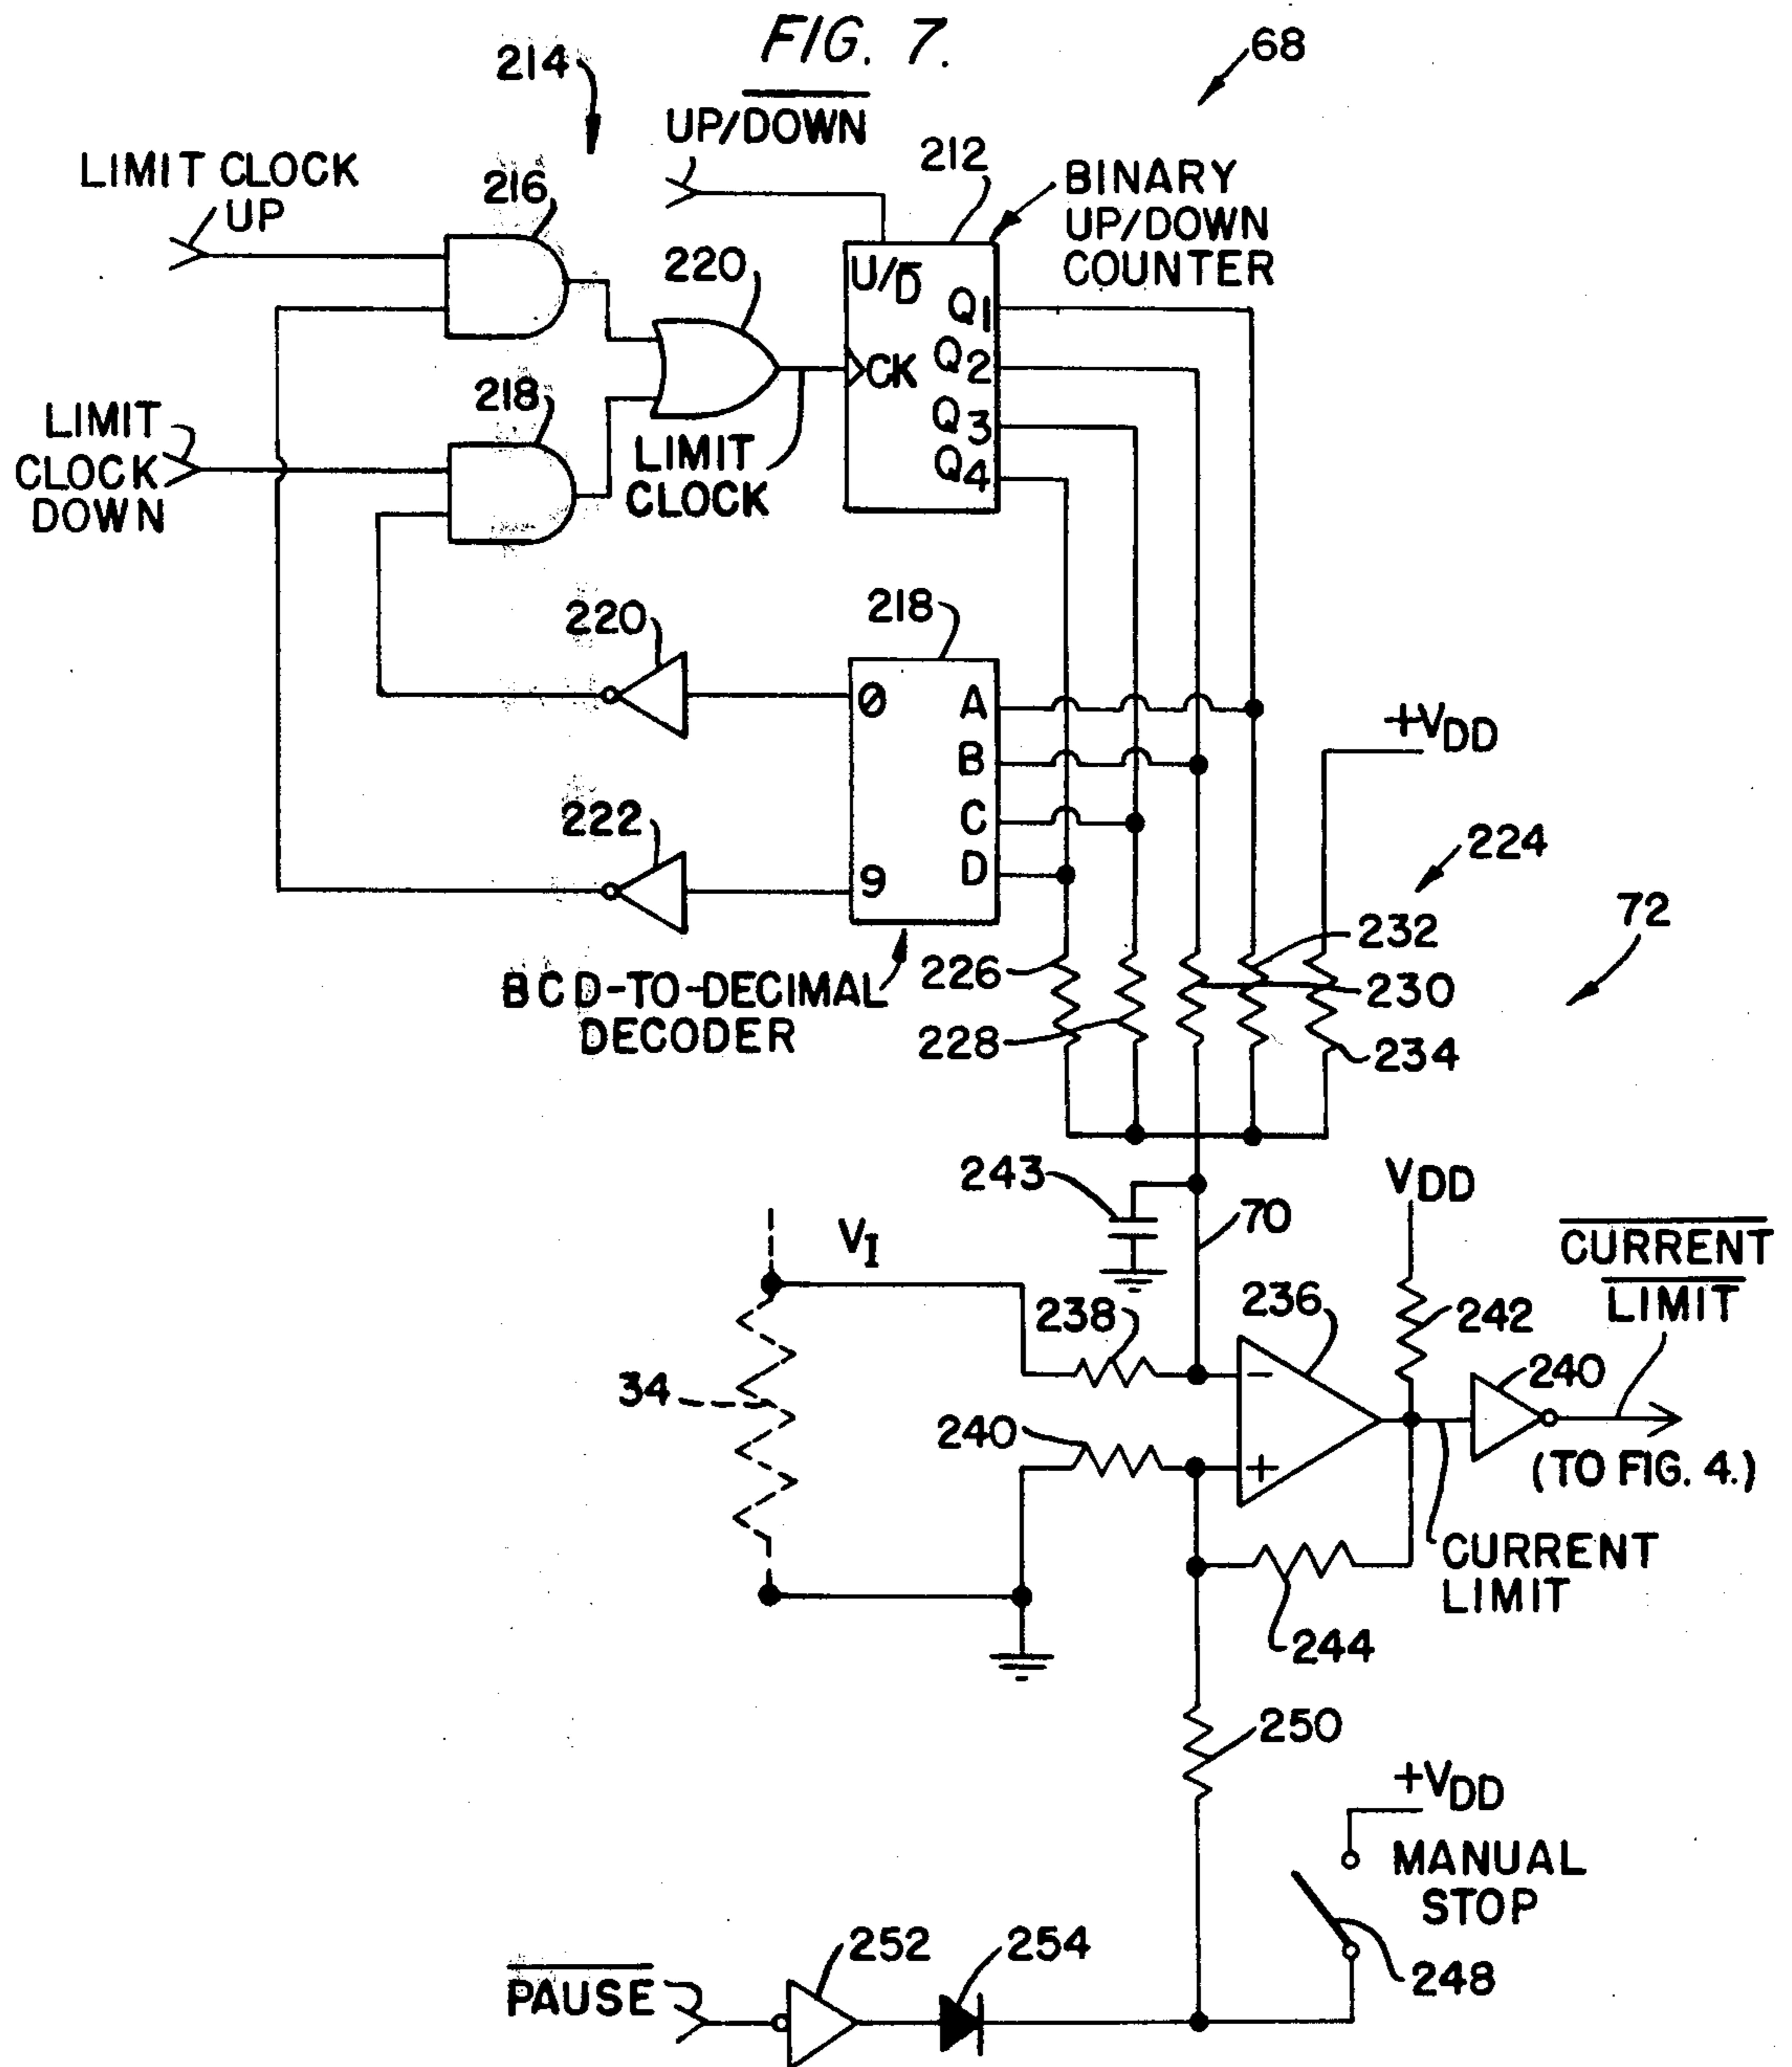 FIG. 7.
68
214
UP/DOWN
LIMIT CLOCK
UP
216
212
BINARY
UP/DOWN
COUNTER
220
U/D̅
Q1
CK
Q2
Q3
Q4
218
LIMIT
CLOCK
DOWN
LIMIT
CLOCK
220
218
0
A
B
C
D
9
+VDD
222
224
72
BCD-TO-DECIMAL
DECODER
226
228
232
230
234
243
70
VDD
VI
CURRENT
LIMIT
238
236
242
34
240
240
-
+
(TO FIG. 4.)
CURRENT
LIMIT
244
250
+VDD
MANUAL
STOP
248
PAUSE
252
254